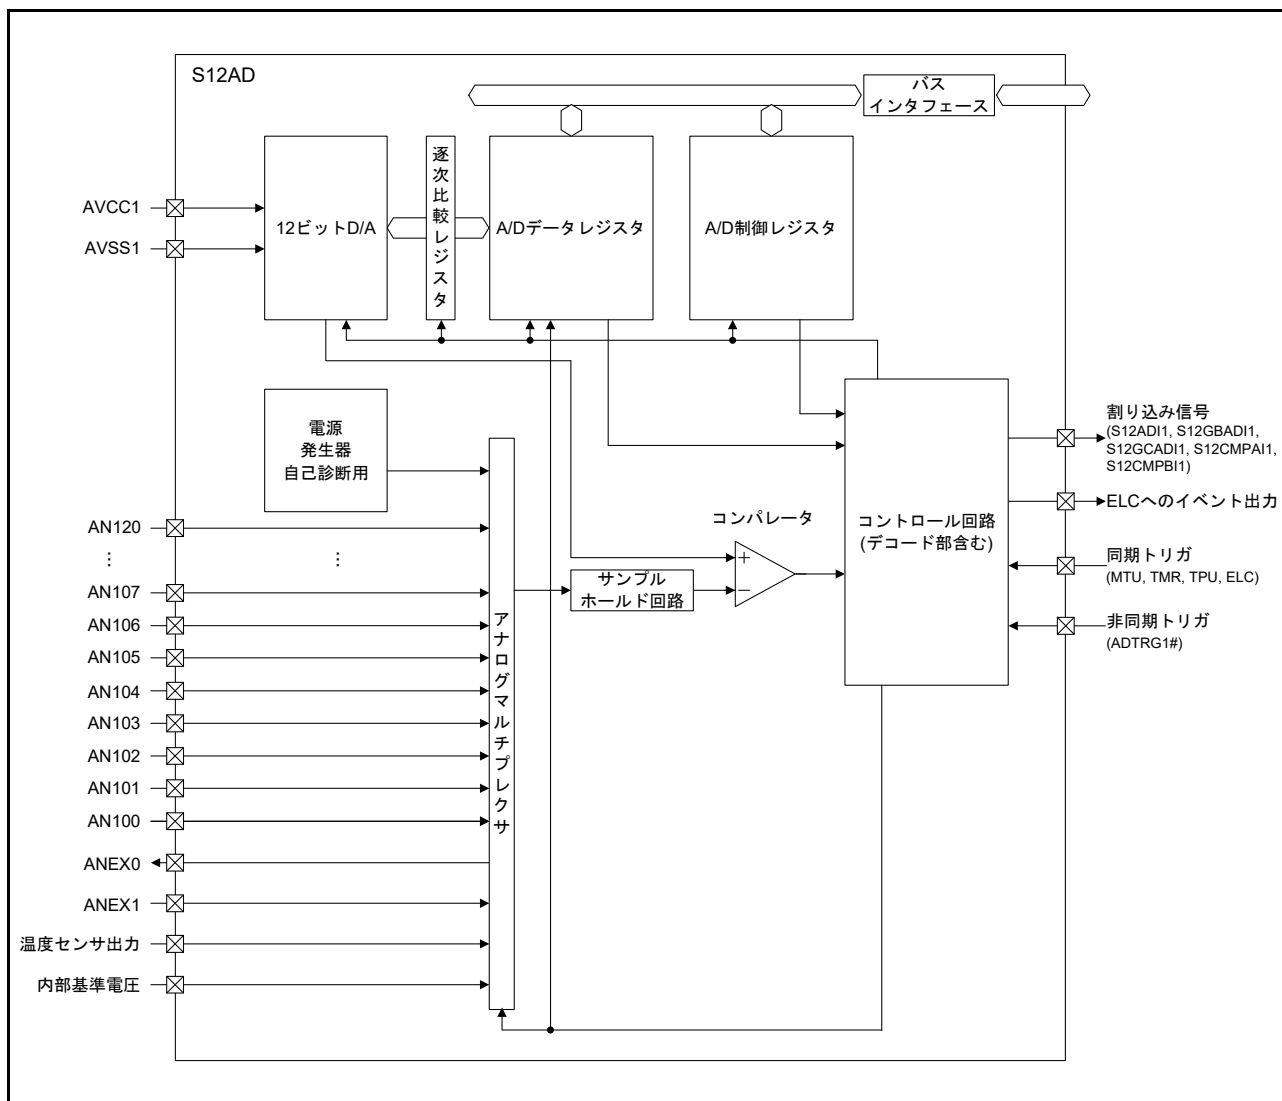 S12AD
バス
インタフェース
AVCC1
AVSS1
12ビットD/A
逐次比較レジスタ
A/Dデータレジスタ
A/D制御レジスタ
電源
発生器
自己診断用
割り込み信号
(S12ADI1, S12GBADI1,
S12GCADI1, S12CMPAI1,
S12CMPBI1)
ELCへのイベント出力
同期トリガ
(MTU, TMR, TPU, ELC)
非同期トリガ
(ADTRG1#)
コンパレータ
+
−
サンプル
ホールド回路
コントロール回路
(デコード部含む)
アナログマルチプレクサ
AN120
⋮
⋮
AN107
AN106
AN105
AN104
AN103
AN102
AN101
AN100
ANEX0
ANEX1
温度センサ出力
内部基準電圧